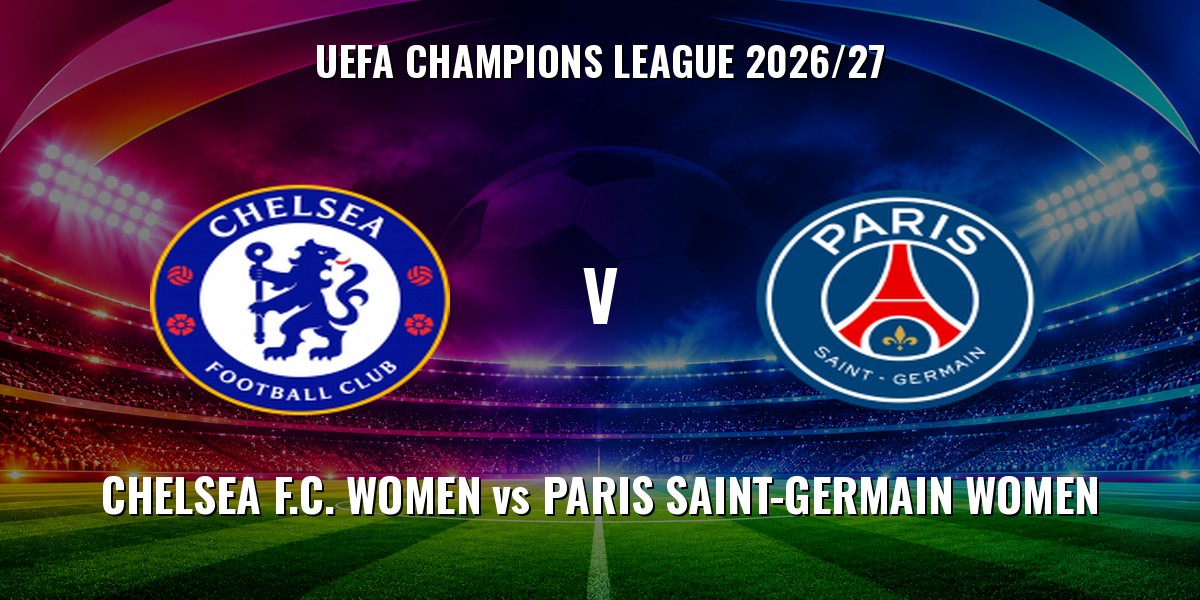 UEFA CHAMPIONS LEAGUE 2026/27
CHELSEA
FOOTBALL CLUB
V
PARIS
SAINT-GERMAIN
CHELSEA F.C. WOMEN vs PARIS SAINT-GERMAIN WOMEN